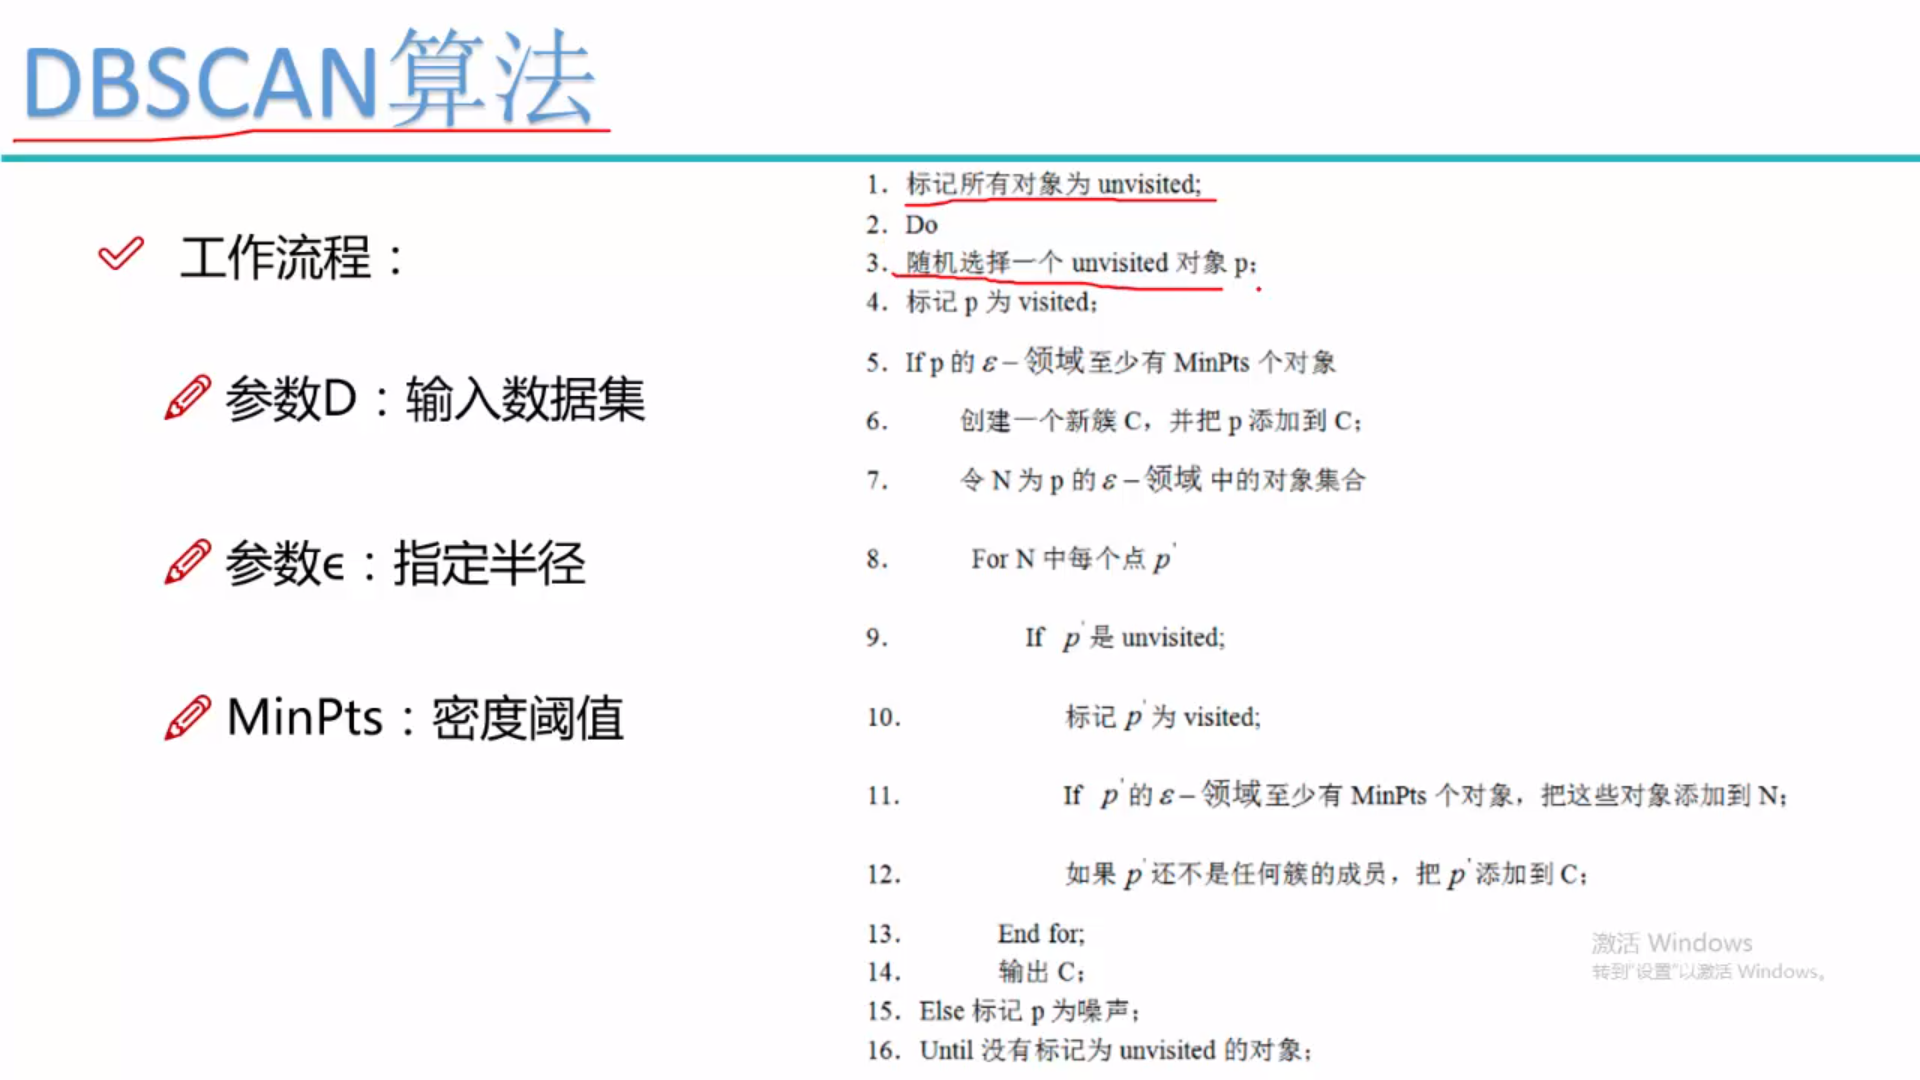 DBSCAN算法
工作流程：
参数D：输入数据集
参数ϵ：指定半径
MinPts：密度阈值
1. 标记所有对象为 unvisited;
2. Do
3. 随机选择一个 unvisited 对象 p;
4. 标记 p 为 visited;
5. If p 的 ε – 领域至少有 MinPts 个对象
6. 创建一个新簇 C，并把 p 添加到 C;
7. 令 N 为 p 的 ε – 领域 中的对象集合
8. For N 中每个点 p'
9. If p' 是 unvisited;
10. 标记 p' 为 visited;
11. If p' 的 ε – 领域至少有 MinPts 个对象，把这些对象添加到 N;
12. 如果 p' 还不是任何簇的成员，把 p' 添加到 C;
13. End for;
14. 输出 C;
15. Else 标记 p 为噪声;
16. Until 没有标记为 unvisited 的对象;
激活 Windows
转到"设置"以激活 Windows。